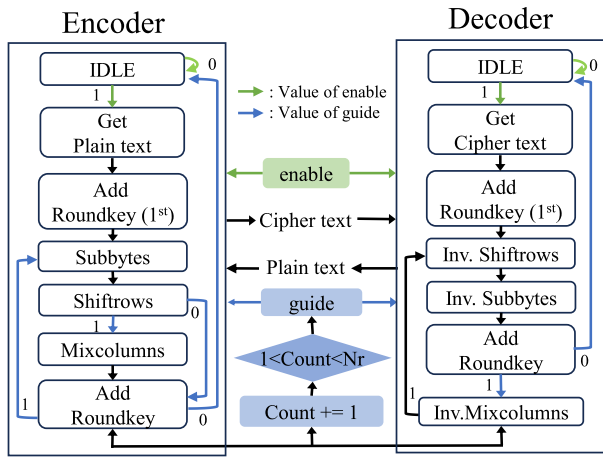 Encoder
IDLE
0
1
Get
Plain text
Add
Roundkey (1st)
Subbytes
Shiftrows
0
1
Mixcolumns
Add
Roundkey
1
0
: Value of enable
: Value of guide
enable
Cipher text
Plain text
guide
1<Count<Nr
Count += 1
Decoder
IDLE
0
1
Get
Cipher text
Add
Roundkey (1st)
Inv. Shiftrows
Inv. Subbytes
Add
Roundkey
0
1
1
Inv.Mixcolumns